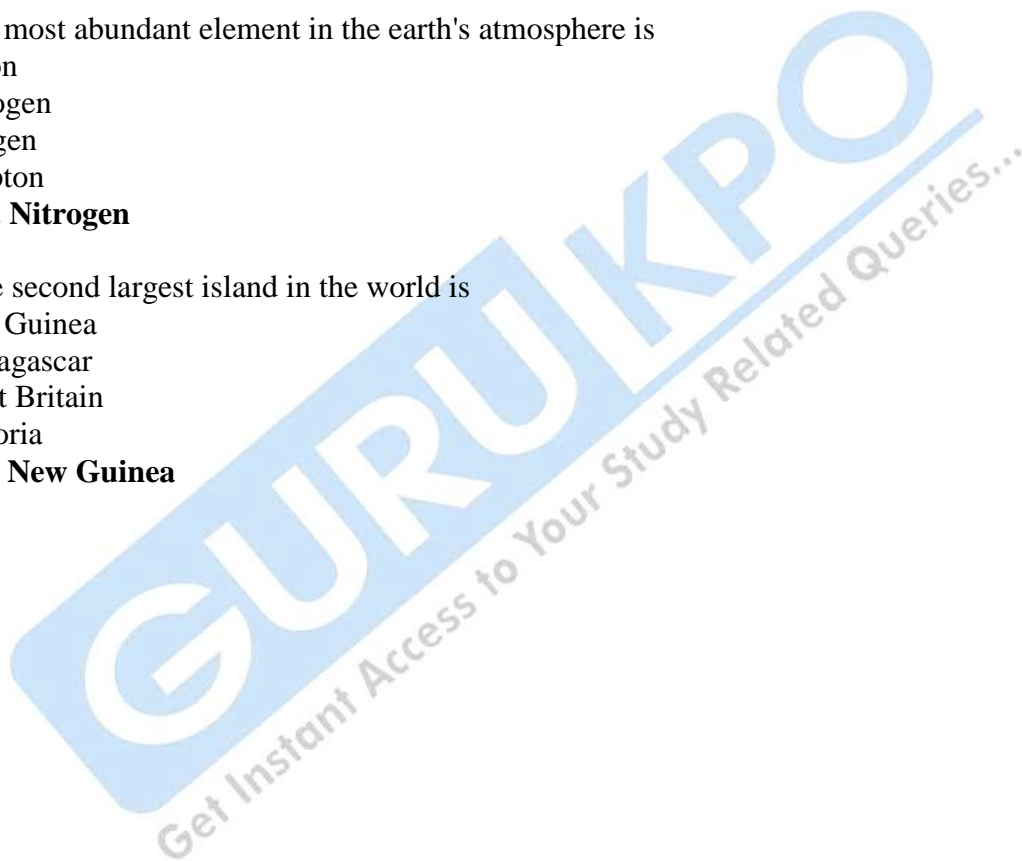 most abundant element in the earth's atmosphere is
on
ogen
gen
pton
Nitrogen
second largest island in the world is
Guinea
agascar
t Britain
oria
New Guinea
GURUKPO
Get Instant Access to Your Study Related Queries...